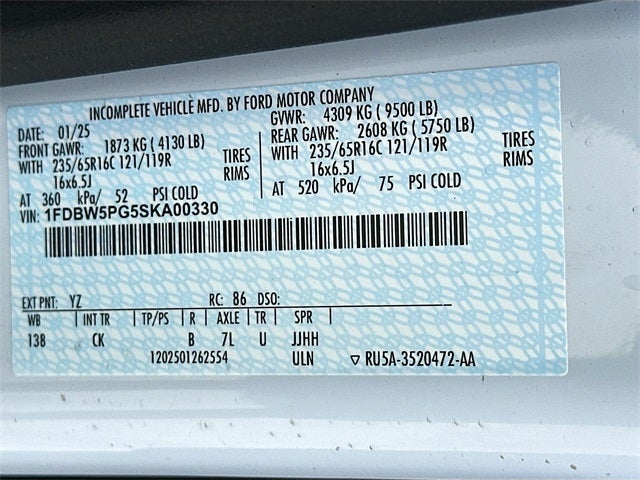 INCOMPLETE VEHICLE MFD. BY FORD MOTOR COMPANY
DATE: 01/25 GVWR: 4309 KG ( 9500 LB)
FRONT GAWR: 1873 KG ( 4130 LB) REAR GAWR: 2608 KG ( 5750 LB)
WITH 235/65R16C 121/119R TIRES WITH 235/65R16C 121/119R TIRES
16x6.5J RIMS 16x6.5J RIMS
AT 360 kPa/ 52 PSI COLD AT 520 kPa/ 75 PSI COLD
VIN: 1FDBW5PG5SKA00330
EXT PNT: YZ RC: 86 DSO:
WB INT TR TP/PS R AXLE TR SPR
138 CK B 7L U JJHH
1202501262554 ULN ▽ RU5A-3520472-AA